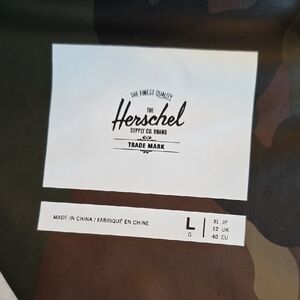 THE FINEST QUALITY
THE
Herschel
SUPPLY CO. BRAND
TRADE MARK
MADE IN CHINA / FABRIQUÉ EN CHINE
L
G
XL JP
12 UK
40 EU